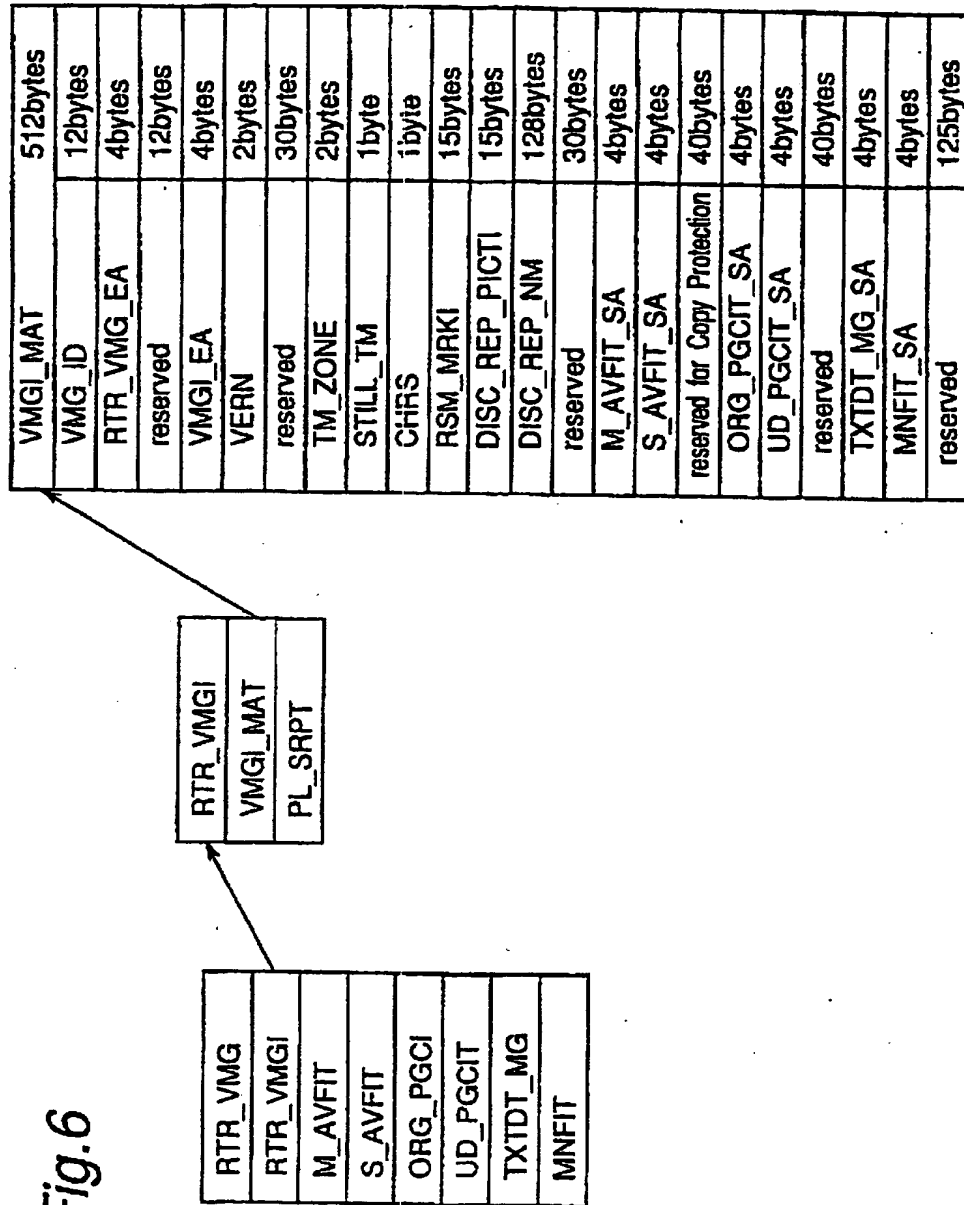 Fig.6
RTR_VMG
RTR_VMGI
M_AVFIT
S_AVFIT
ORG_PGCI
UD_PGCIT
TXTDT_MG
MNFIT
RTR_VMGI
VMGI_MAT
PL_SRPT
VMGI_MAT 512bytes
VMG_ID 12bytes
RTR_VMG_EA 4bytes
reserved 12bytes
VMGI_EA 4bytes
VERN 2bytes
reserved 30bytes
TM_ZONE 2bytes
STILL_TM 1byte
CHRS 1byte
RSM_MRKI 15bytes
DISC_REP_PICTI 15bytes
DISC_REP_NM 128bytes
reserved 30bytes
M_AVFIT_SA 4bytes
S_AVFIT_SA 4bytes
reserved for Copy Protection 40bytes
ORG_PGCIT_SA 4bytes
UD_PGCIT_SA 4bytes
reserved 40bytes
TXTDT_MG_SA 4bytes
MNFIT_SA 4bytes
reserved 125bytes